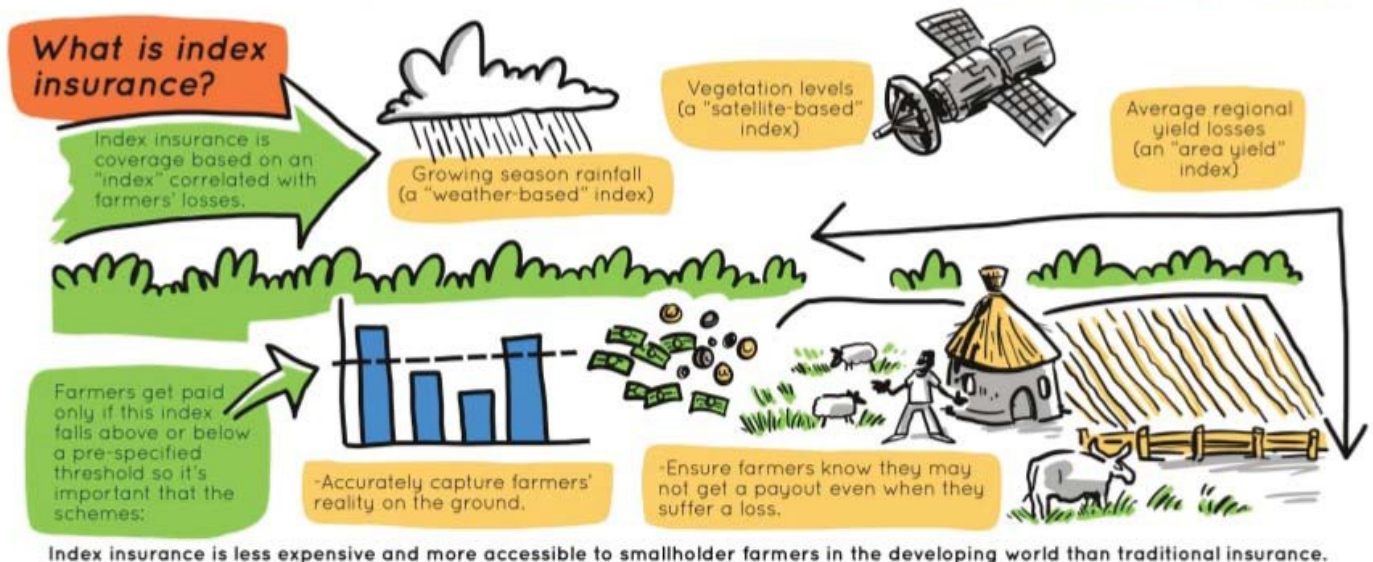 What is index
insurance?
Index insurance is
coverage based on an
"index" correlated with
farmers' losses.
Growing season rainfall
(a "weather-based" index)
Vegetation levels
(a "satellite-based"
index)
Average regional
yield losses
(an "area yield"
index)
Farmers get paid
only if this index
falls above or below
a pre-specified
threshold so it's
important that the
schemes:
-Accurately capture farmers'
reality on the ground.
-Ensure farmers know they may
not get a payout even when they
suffer a loss.
Index insurance is less expensive and more accessible to smallholder farmers in the developing world than traditional insurance.